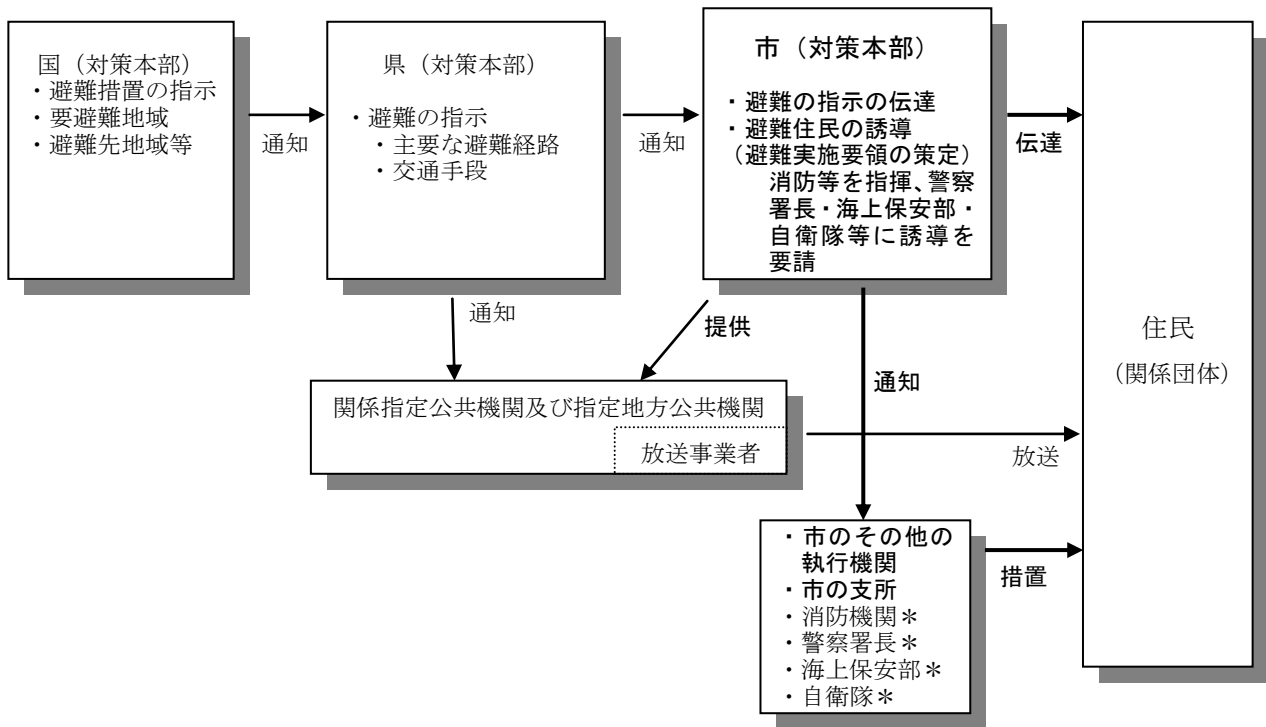 国（対策本部）
・避難措置の指示
・要避難地域
・避難先地域等
通知
県（対策本部）
・避難の指示
・主要な避難経路
・交通手段
通知
市（対策本部）
・避難の指示の伝達
・避難住民の誘導
（避難実施要領の策定）
消防等を指揮、警察
署長・海上保安部・
自衛隊等に誘導を
要請
伝達
住民
（関係団体）
通知
提供
通知
関係指定公共機関及び指定地方公共機関
放送事業者
放送
・市のその他の
執行機関
・市の支所
・消防機関＊
・警察署長＊
・海上保安部＊
・自衛隊＊
措置